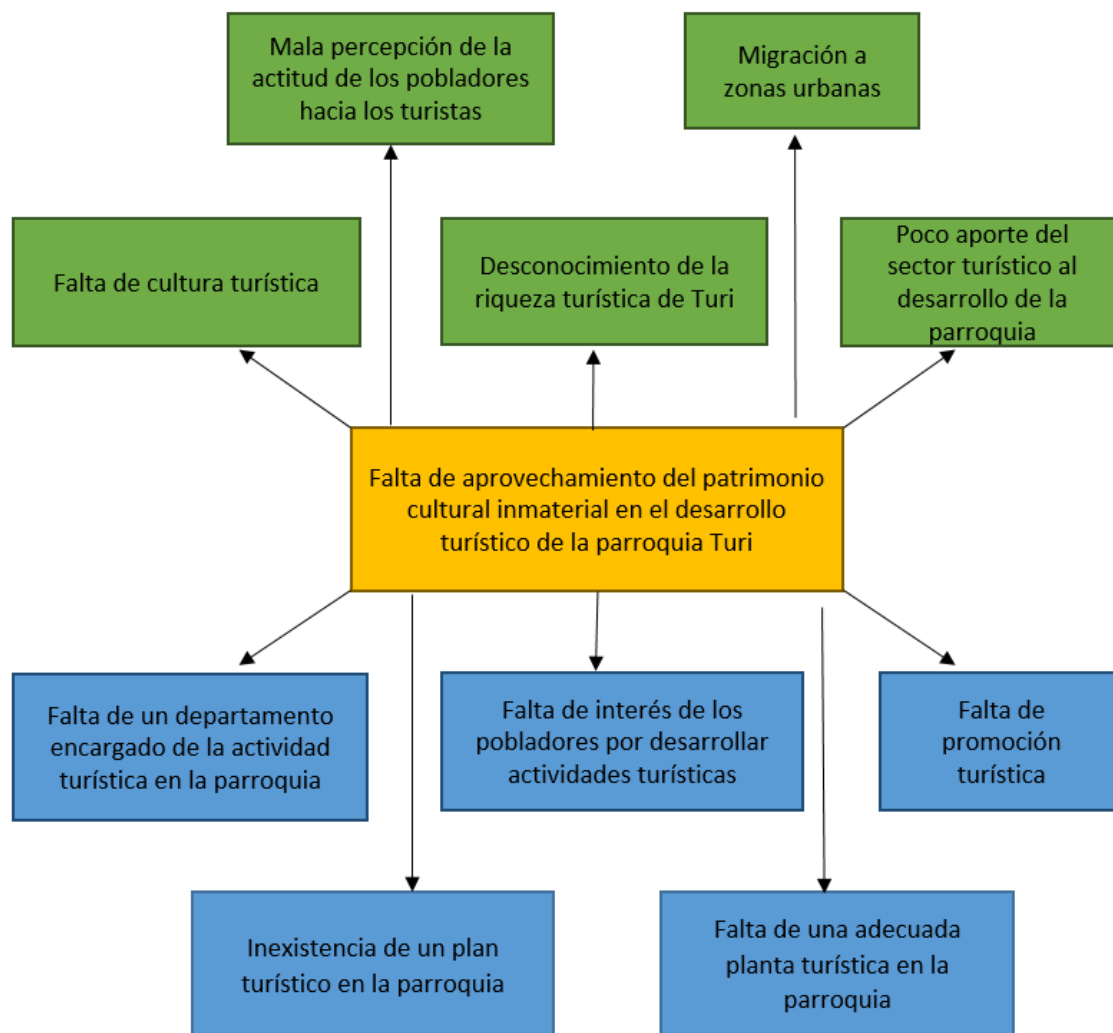 Mala percepción de la
actitud de los pobladores
hacia los turistas
Migración a
zonas urbanas
Falta de cultura turística
Desconocimiento de la
riqueza turística de Turi
Poco aporte del
sector turístico al
desarrollo de la
parroquia
Falta de aprovechamiento del patrimonio
cultural inmaterial en el desarrollo
turístico de la parroquia Turi
Falta de un departamento
encargado de la actividad
turística en la parroquia
Falta de interés de los
pobladores por desarrollar
actividades turísticas
Falta de
promoción
turística
Inexistencia de un plan
turístico en la parroquia
Falta de una adecuada
planta turística en la
parroquia